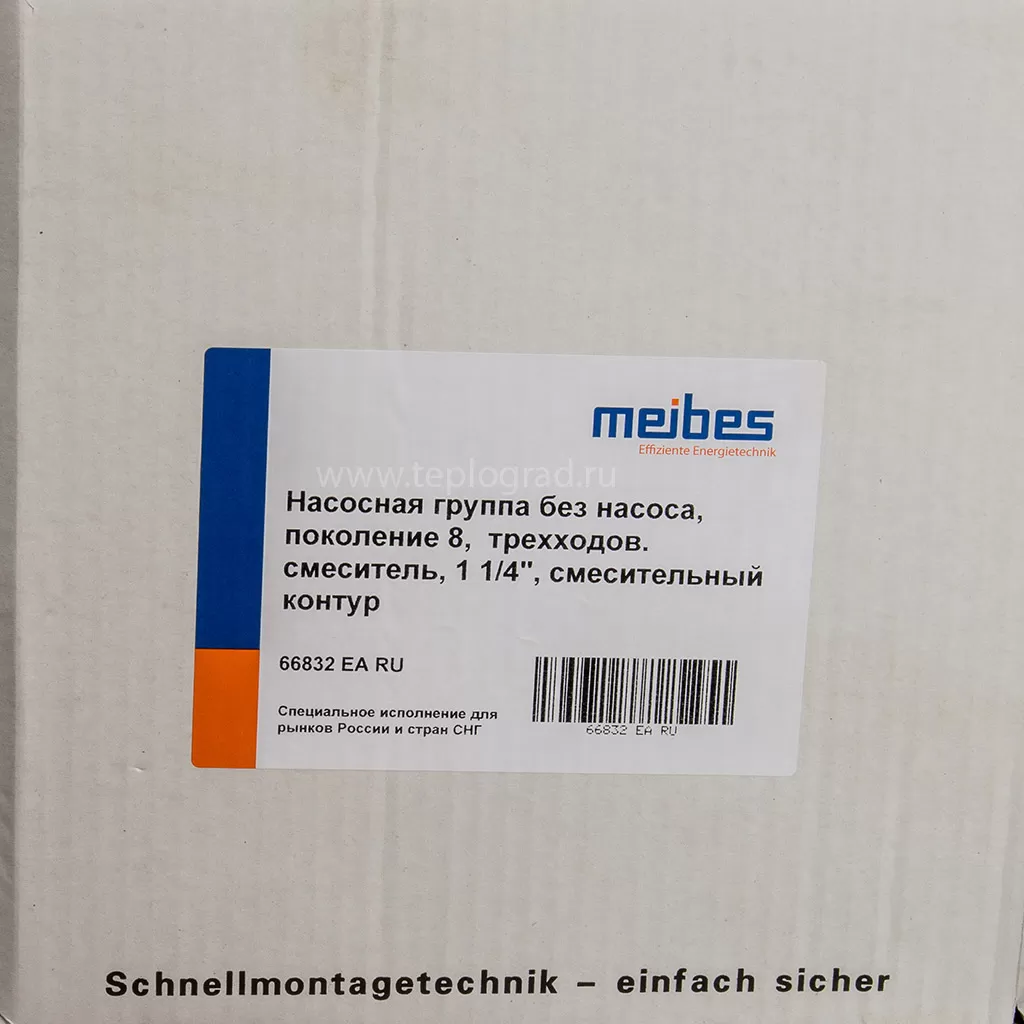 meibes
Effiziente Energietechnik
www.teplograd.ru
Насосная группа без насоса,
поколение 8, трехходов.
смеситель, 1 1/4", смесительный
контур
66832 EA RU
66832 EA RU
Специальное исполнение для
рынков России и стран СНГ
Schnellmontagetechnik – einfach sicher